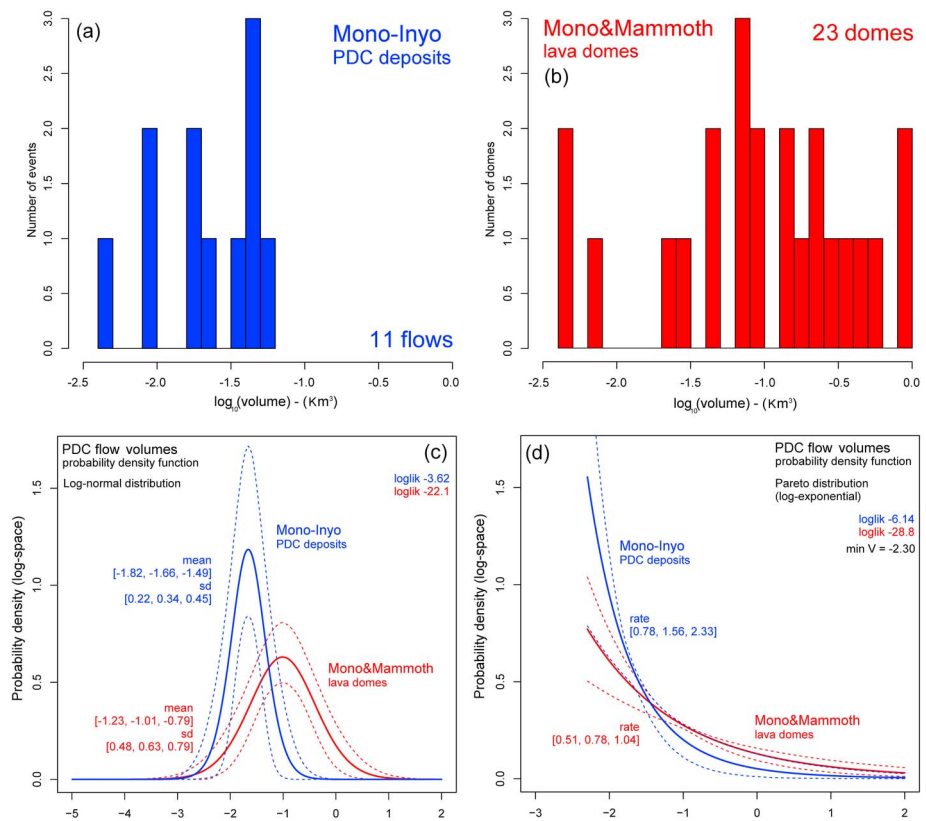 (a)
Mono-Inyo
PDC deposits
3.0
2.5
2.0
1.5
1.0
0.5
0.0
Number of events
11 flows
-2.5 -2.0 -1.5 -1.0 -0.5 0.0
log₁₀(volume) - (Km³)
Mono&Mammoth
lava domes
23 domes
(b)
3.0
2.5
2.0
1.5
1.0
0.5
0.0
Number of domes
-2.5 -2.0 -1.5 -1.0 -0.5 0.0
log₁₀(volume) - (Km³)
PDC flow volumes
probability density function
Log-normal distribution
(c)
loglik -3.62
loglik -22.1
Mono-Inyo
PDC deposits
mean
[-1.82, -1.66, -1.49]
sd
[0.22, 0.34, 0.45]
Mono&Mammoth
lava domes
mean
[-1.23, -1.01, -0.79]
sd
[0.48, 0.63, 0.79]
1.5
1.0
0.5
0.0
Probability density (log-space)
−5 −4 −3 −2 −1 0 1 2
(d)
PDC flow volumes
probability density function
Pareto distribution
(log-exponential)
loglik -6.14
loglik -28.8
min V = -2.30
Mono-Inyo
PDC deposits
rate
[0.78, 1.56, 2.33]
Mono&Mammoth
lava domes
rate
[0.51, 0.78, 1.04]
1.5
1.0
0.5
0.0
Probability density (log-space)
−3 −2 −1 0 1 2